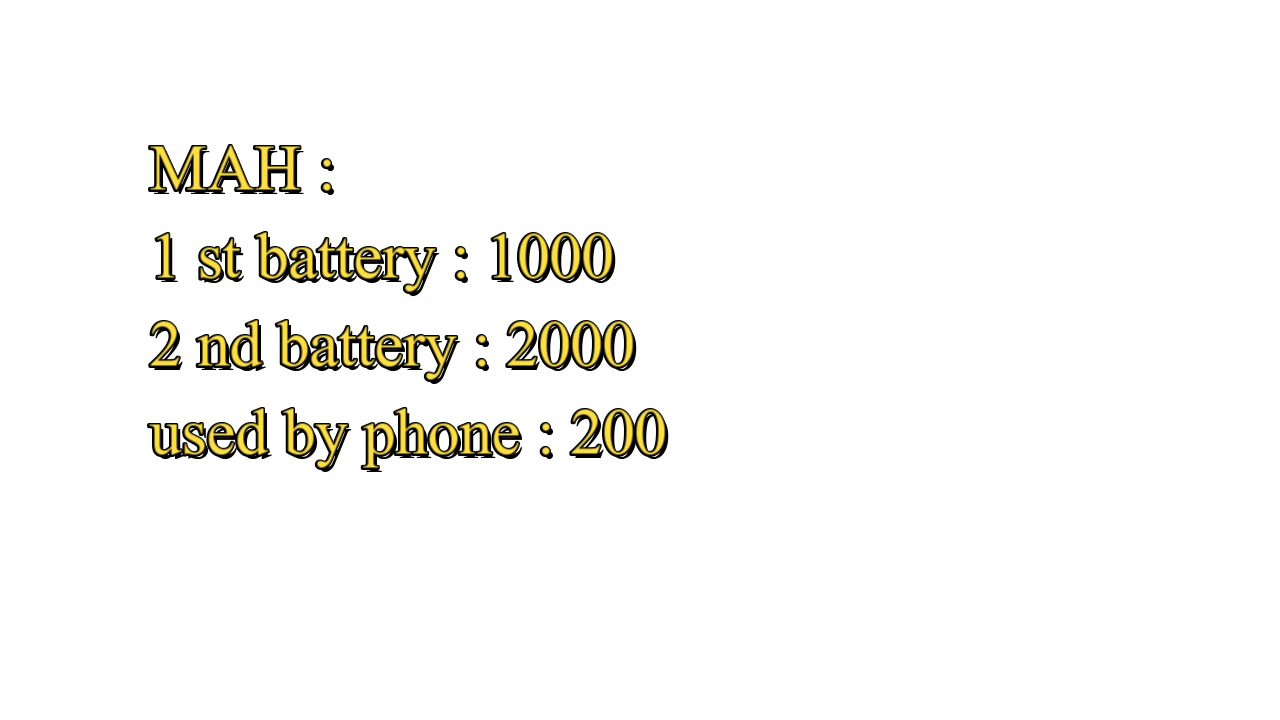 MAH :
1 st battery : 1000
2 nd battery : 2000
used by phone : 200